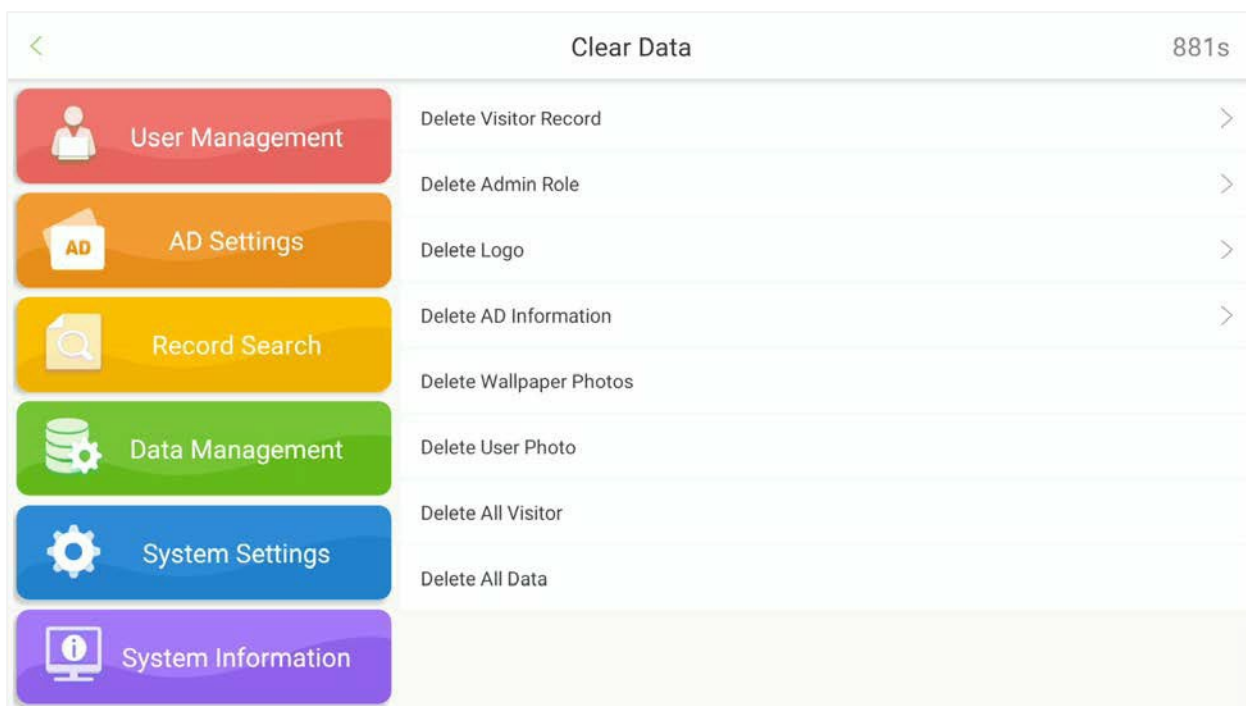 Clear Data
881s
User Management
AD
AD Settings
Record Search
Data Management
System Settings
System Information
Delete Visitor Record
Delete Admin Role
Delete Logo
Delete AD Information
Delete Wallpaper Photos
Delete User Photo
Delete All Visitor
Delete All Data